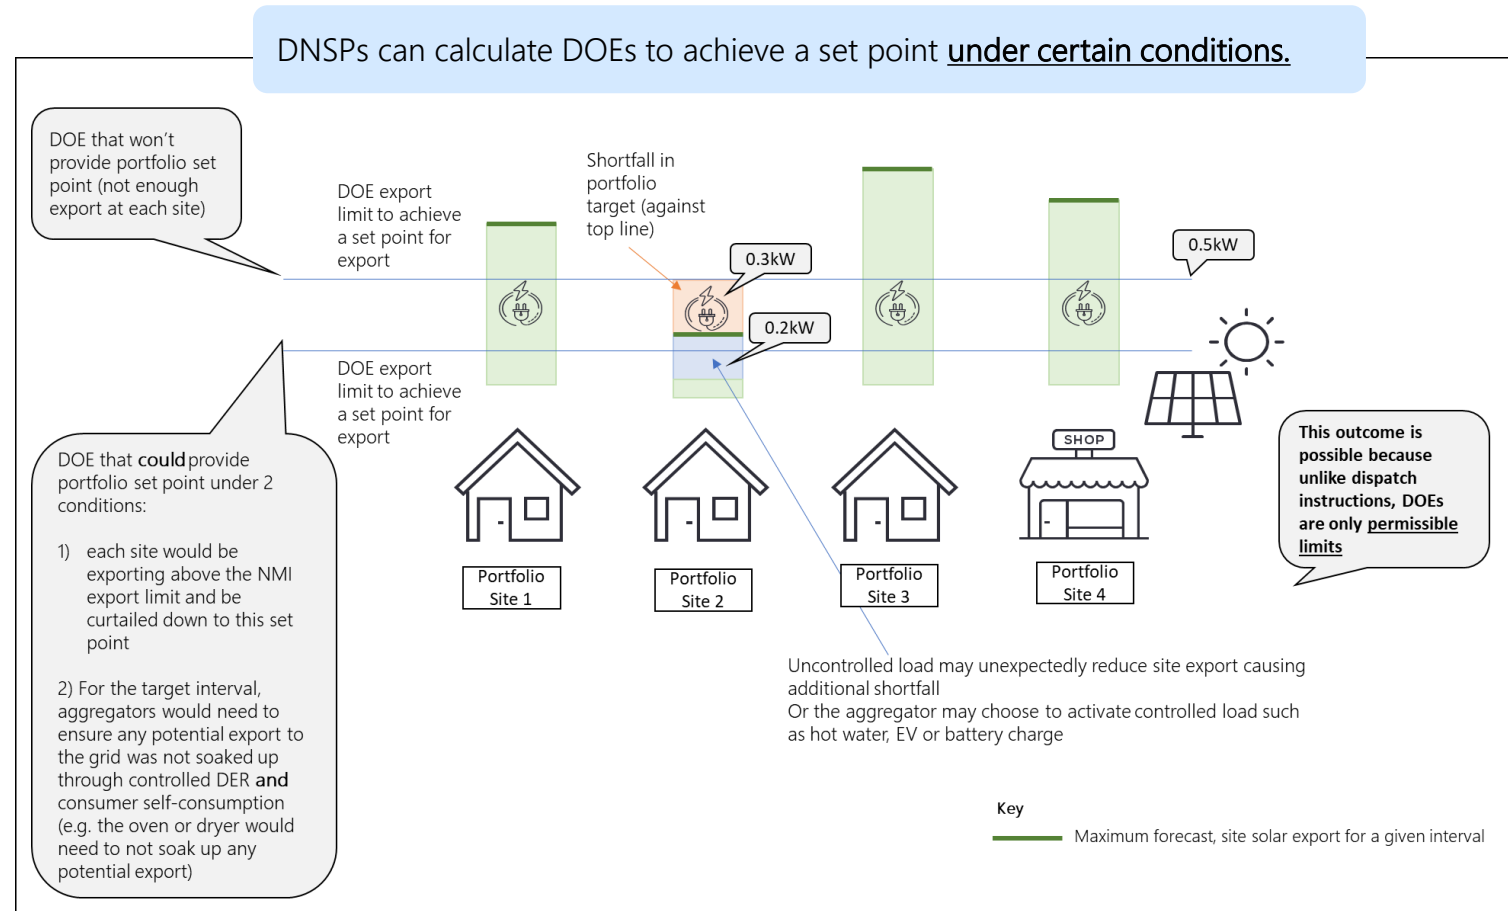 DNSPs can calculate DOEs to achieve a set point under certain conditions.
DOE that won't
provide portfolio set
point (not enough
export at each site)
DOE export
limit to achieve
a set point for
export
Shortfall in
portfolio
target (against
top line)
0.3kW
0.5kW
0.2kW
DOE export
limit to achieve
a set point for
export
DOE that could provide
portfolio set point under 2
conditions:
1) each site would be
exporting above the NMI
export limit and be
curtailed down to this set
point
2) For the target interval,
aggregators would need to
ensure any potential export to
the grid was not soaked up
through controlled DER and
consumer self-consumption
(e.g. the oven or dryer would
need to not soak up any
potential export)
SHOP
Portfolio
Site 1
Portfolio
Site 2
Portfolio
Site 3
Portfolio
Site 4
This outcome is
possible because
unlike dispatch
instructions, DOEs
are only permissible
limits
Uncontrolled load may unexpectedly reduce site export causing
additional shortfall
Or the aggregator may choose to activate controlled load such
as hot water, EV or battery charge
Key
Maximum forecast, site solar export for a given interval